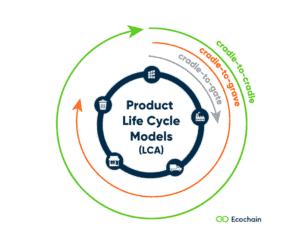 cradle-to-cradle
cradle-to-grave
cradle-to-gate
Product
Life Cycle
Models
(LCA)
Ecochain